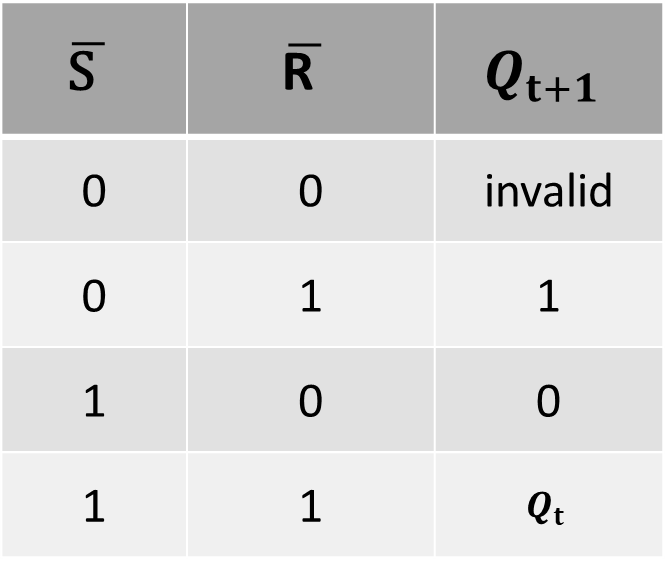 S̅ R̅ Qt+1
0 0 invalid
0 1 1
1 0 0
1 1 Qt